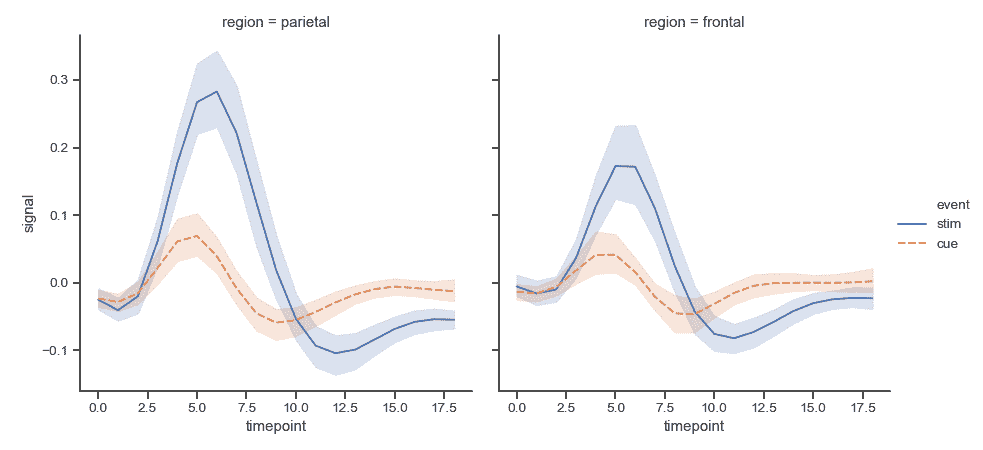 region = parietal
region = frontal
signal
0.3
0.2
0.1
0.0
−0.1
0.0 2.5 5.0 7.5 10.0 12.5 15.0 17.5
timepoint
0.0 2.5 5.0 7.5 10.0 12.5 15.0 17.5
timepoint
event
stim
cue